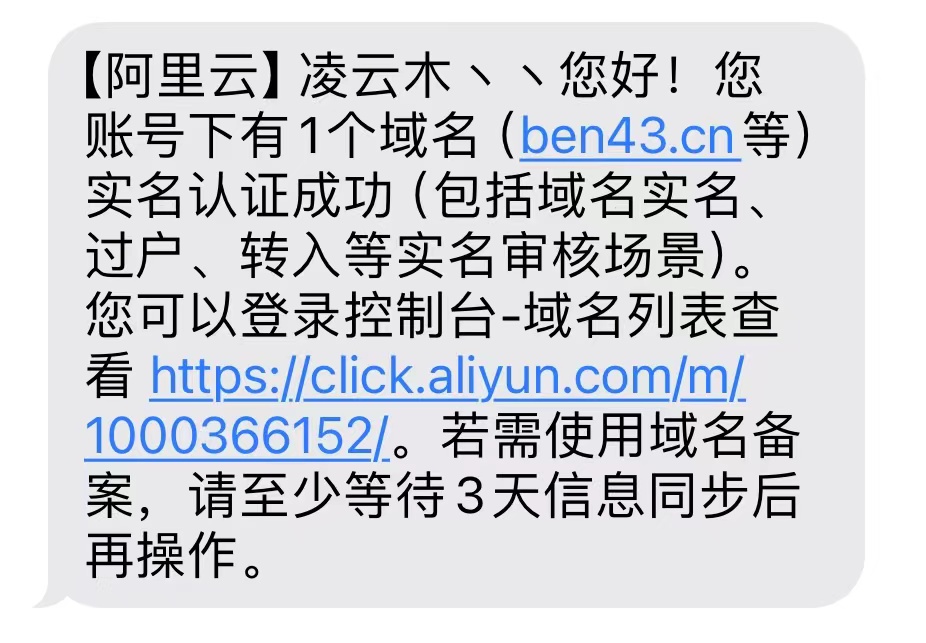 【阿里云】凌云木丶丶您好！您
账号下有1个域名（ben43.cn等）
实名认证成功（包括域名实名、
过户、转入等实名审核场景）。
您可以登录控制台-域名列表查
看 https://click.aliyun.com/m/
1000366152/。若需使用域名备
案，请至少等待3天信息同步后
再操作。